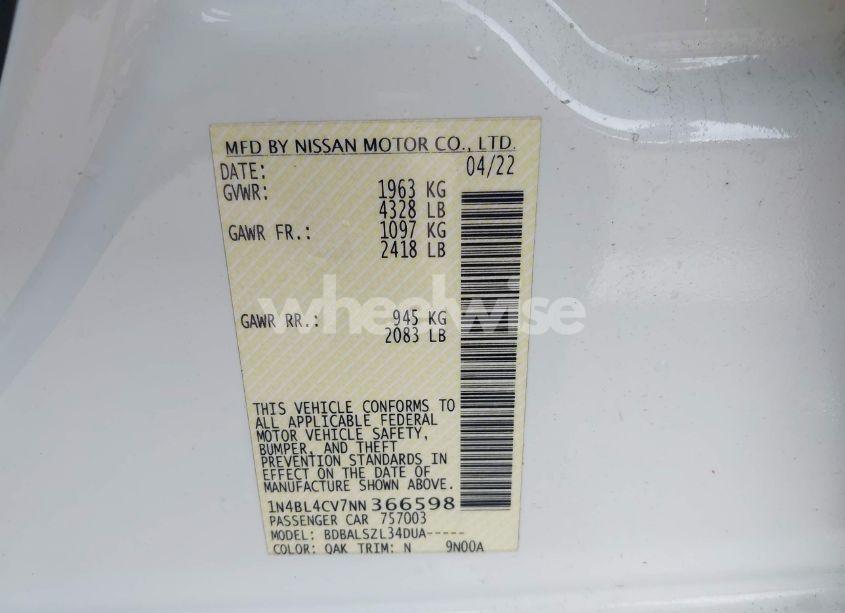 MFD BY NISSAN MOTOR CO., LTD.
DATE: 04/22
GVWR: 1963 KG
4328 LB
GAWR FR.: 1097 KG
2418 LB
wheelwise
GAWR RR.: 945 KG
2083 LB
THIS VEHICLE CONFORMS TO
ALL APPLICABLE FEDERAL
MOTOR VEHICLE SAFETY,
BUMPER, AND THEFT
PREVENTION STANDARDS IN
EFFECT ON THE DATE OF
MANUFACTURE SHOWN ABOVE.
1N4BL4CV7NN366598
PASSENGER CAR 757003
MODEL: BDBALSZL34DUA-----
COLOR: QAK TRIM: N 9N00A